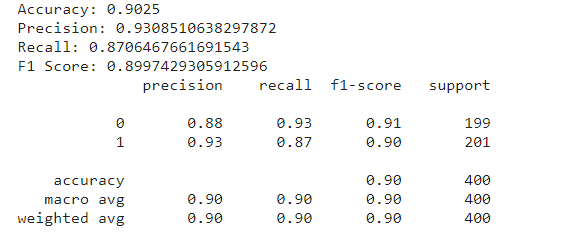 Accuracy: 0.9025
Precision: 0.9308510638297872
Recall: 0.8706467661691543
F1 Score: 0.8997429305912596
precision recall f1-score support
0 0.88 0.93 0.91 199
1 0.93 0.87 0.90 201
accuracy 0.90 400
macro avg 0.90 0.90 0.90 400
weighted avg 0.90 0.90 0.90 400